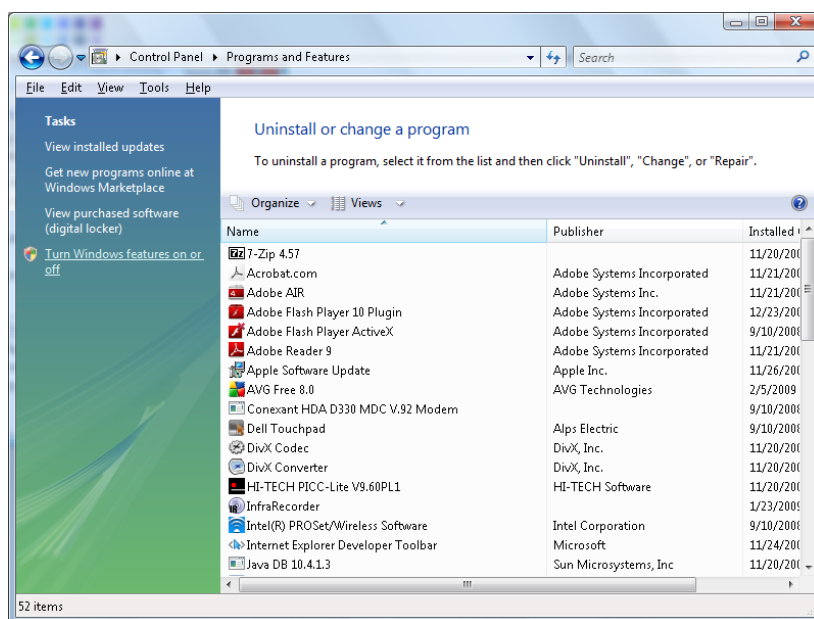 Control Panel Programs and Features Search
File Edit View Tools Help
Tasks
View installed updates
Get new programs online at
Windows Marketplace
View purchased software
(digital locker)
Turn Windows features on or
off
Uninstall or change a program
To uninstall a program, select it from the list and then click "Uninstall", "Change", or "Repair".
Organize Views
Name Publisher Installed
7-Zip 4.57 11/20/200
Acrobat.com Adobe Systems Incorporated 11/21/200
Adobe AIR Adobe Systems Inc. 11/21/200
Adobe Flash Player 10 Plugin Adobe Systems Incorporated 12/23/200
Adobe Flash Player ActiveX Adobe Systems Incorporated 9/10/2008
Adobe Reader 9 Adobe Systems Incorporated 11/21/200
Apple Software Update Apple Inc. 11/26/200
AVG Free 8.0 AVG Technologies 2/5/2009
Conexant HDA D330 MDC V.92 Modem 9/10/2008
Dell Touchpad Alps Electric 9/10/2008
DivX Codec DivX, Inc. 11/20/200
DivX Converter DivX, Inc. 11/20/200
HI-TECH PICC-Lite V9.60PL1 HI-TECH Software 11/20/200
InfraRecorder 1/23/2009
Intel(R) PROSet/Wireless Software Intel Corporation 9/10/2008
Internet Explorer Developer Toolbar Microsoft 11/24/200
Java DB 10.4.1.3 Sun Microsystems, Inc 11/20/200
52 items